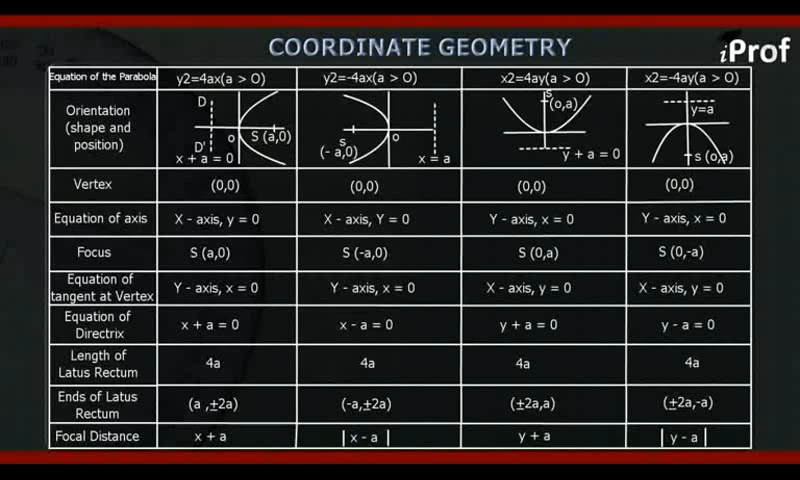 COORDINATE GEOMETRY
iProf
Equation of the Parabola y2=4ax(a > O) y2=-4ax(a > O) x2=4ay(a > O) x2=-4ay(a > O)
Orientation
(shape and
position)
D
D'
o
S (a,0)
x + a = 0
s
(- a,0)
o
x = a
s
(o,a)
y + a = 0
y=a
s (o,a)
Vertex (0,0) (0,0) (0,0) (0,0)
Equation of axis X - axis, y = 0 X - axis, Y = 0 Y - axis, x = 0 Y - axis, x = 0
Focus S (a,0) S (-a,0) S (0,a) S (0,-a)
Equation of
tangent at Vertex Y - axis, x = 0 Y - axis, x = 0 X - axis, y = 0 X - axis, y = 0
Equation of
Directrix x + a = 0 x - a = 0 y + a = 0 y - a = 0
Length of
Latus Rectum 4a 4a 4a 4a
Ends of Latus
Rectum (a ,±2a) (-a,±2a) (±2a,a) (±2a,-a)
Focal Distance x + a | x - a | y + a | y - a |